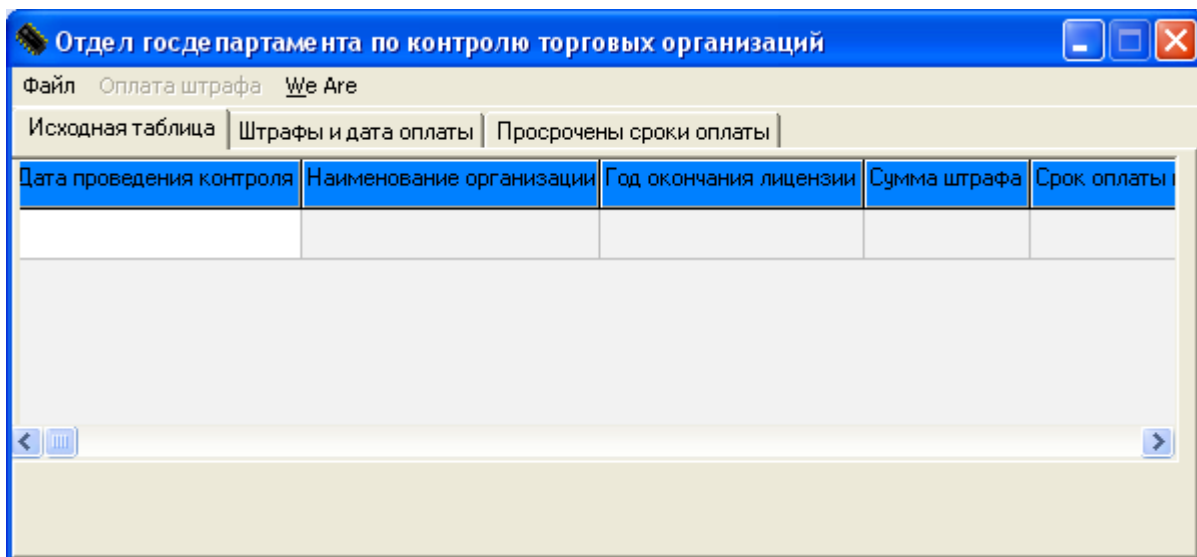 Отдел госдепартамента по контролю торговых организаций
Файл Оплата штрафа We Are
Исходная таблица Штрафы и дата оплаты Просрочены сроки оплаты
Дата проведения контроля Наименование организации Год окончания лицензии Сумма штрафа Срок оплаты